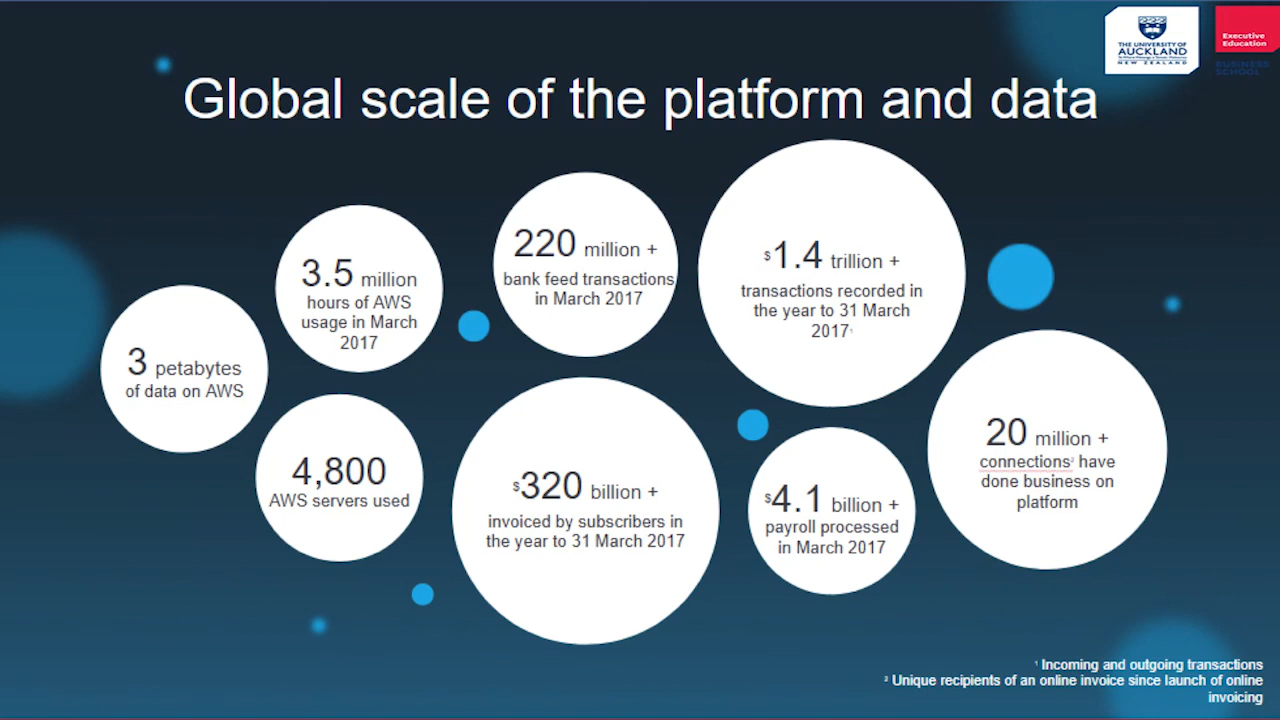 THE UNIVERSITY OF
AUCKLAND
NEW ZEALAND
Executive
Education
BUSINESS
SCHOOL
Global scale of the platform and data
3 petabytes
of data on AWS
3.5 million
hours of AWS
usage in March
2017
4,800
AWS servers used
220 million +
bank feed transactions
in March 2017
$320 billion +
invoiced by subscribers in
the year to 31 March 2017
$1.4 trillion +
transactions recorded in
the year to 31 March
2017¹
$4.1 billion +
payroll processed
in March 2017
20 million +
connections² have
done business on
platform
¹ Incoming and outgoing transactions
² Unique recipients of an online invoice since launch of online
invoicing